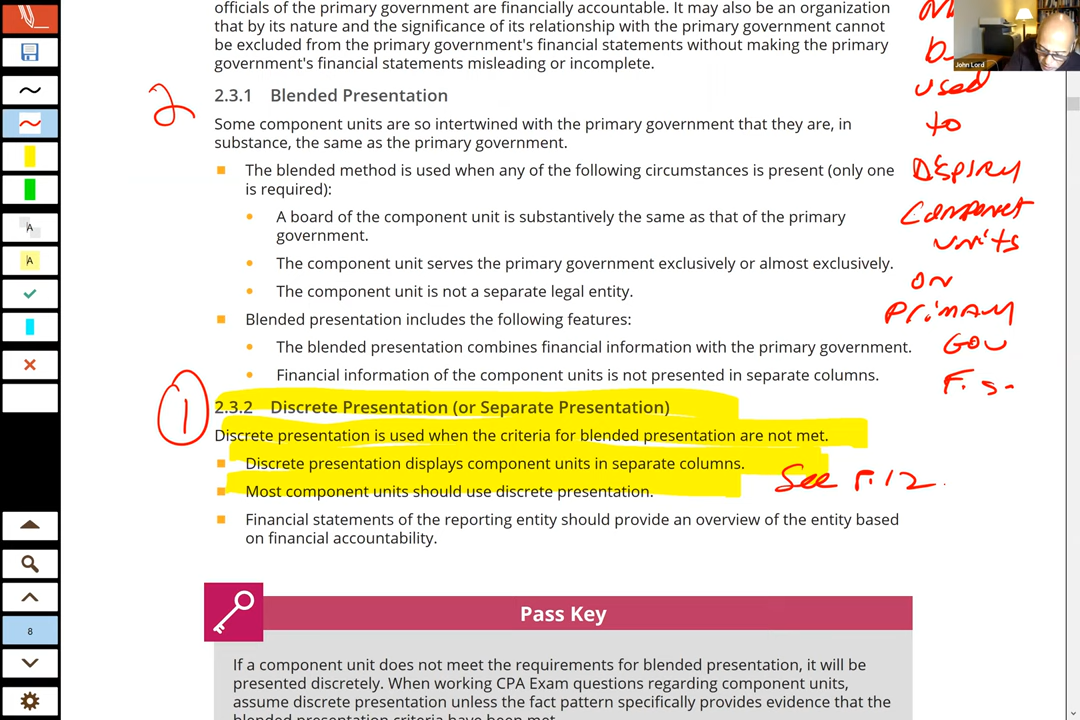 officials of the primary government are financially accountable. It may also be an organization
that by its nature and the significance of its relationship with the primary government cannot
be excluded from the primary government's financial statements without making the primary
government's financial statements misleading or incomplete.
2
2.3.1 Blended Presentation
Some component units are so intertwined with the primary government that they are, in
substance, the same as the primary government.
The blended method is used when any of the following circumstances is present (only one
is required):
A board of the component unit is substantively the same as that of the primary
government.
The component unit serves the primary government exclusively or almost exclusively.
The component unit is not a separate legal entity.
Blended presentation includes the following features:
The blended presentation combines financial information with the primary government.
Financial information of the component units is not presented in separate columns.
1
2.3.2 Discrete Presentation (or Separate Presentation)
Discrete presentation is used when the criteria for blended presentation are not met.
Discrete presentation displays component units in separate columns.
Most component units should use discrete presentation.
See P.12
Financial statements of the reporting entity should provide an overview of the entity based
on financial accountability.
Pass Key
If a component unit does not meet the requirements for blended presentation, it will be
presented discretely. When working CPA Exam questions regarding component units,
assume discrete presentation unless the fact pattern specifically provides evidence that the
blended presentation criteria have been met.
used
to
Display
Component
units
on
Primary
Gov
F.S.
John Lord
A
A
8